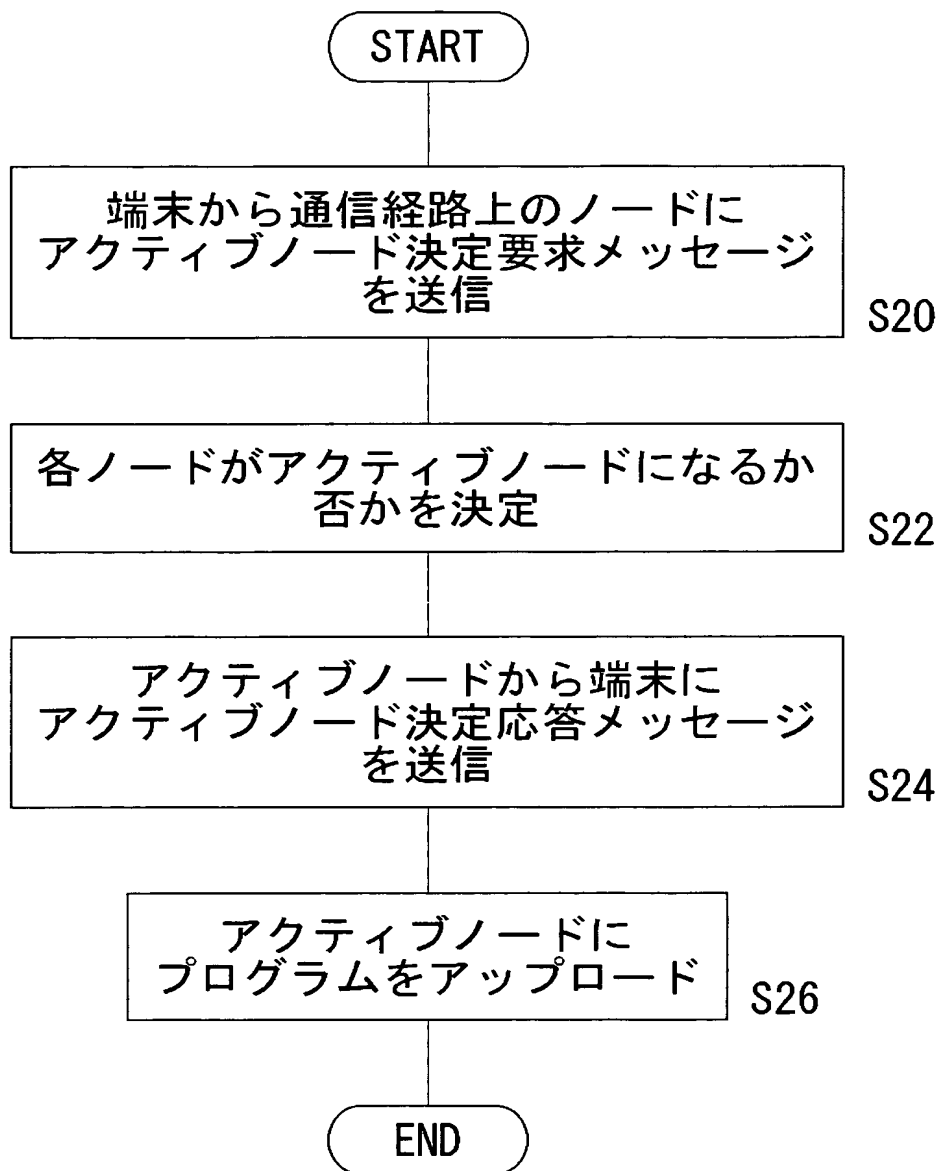 START
端末から通信経路上のノードに
アクティブノード決定要求メッセージ
を送信
S20
各ノードがアクティブノードになるか
否かを決定
S22
アクティブノードから端末に
アクティブノード決定応答メッセージ
を送信
S24
アクティブノードに
プログラムをアップロード
S26
END